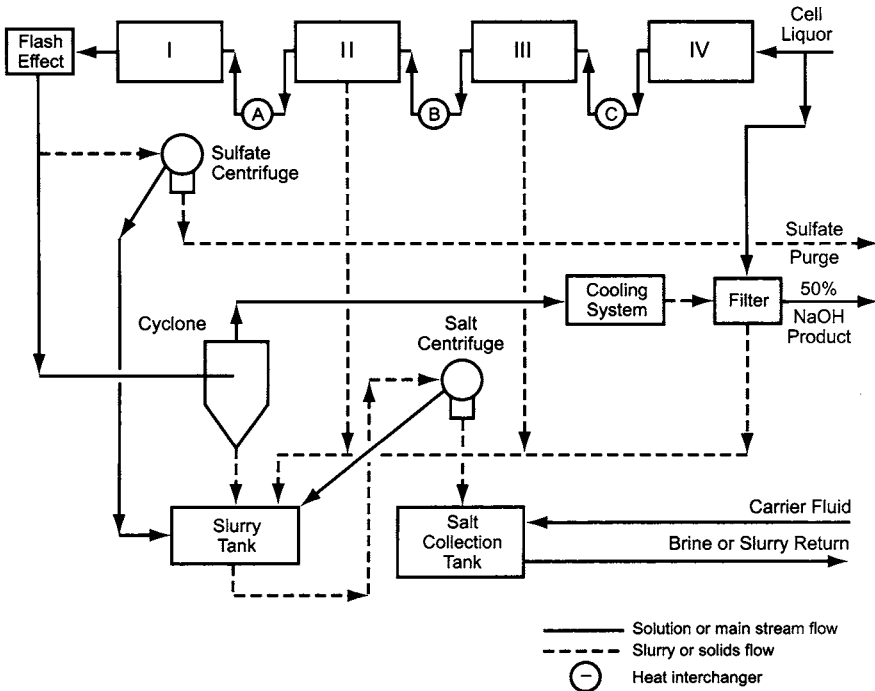 Cell
Liquor
Flash
Effect
I
II
III
IV
A
B
C
Sulfate
Centrifuge
Sulfate
Purge
Cooling
System
Filter
50%
NaOH
Product
Cyclone
Salt
Centrifuge
Slurry
Tank
Salt
Collection
Tank
Carrier Fluid
Brine or Slurry Return
Solution or main stream flow
Slurry or solids flow
Heat interchanger